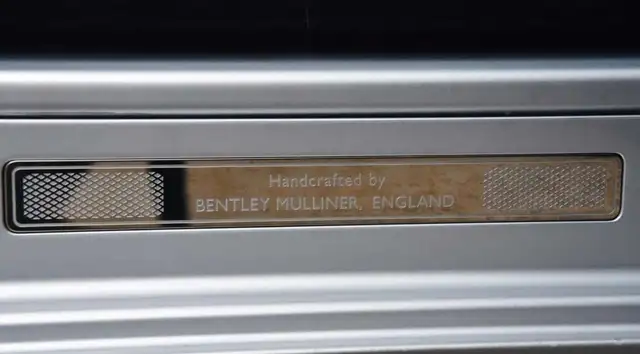 Handcrafted by
BENTLEY MULLINER, ENGLAND